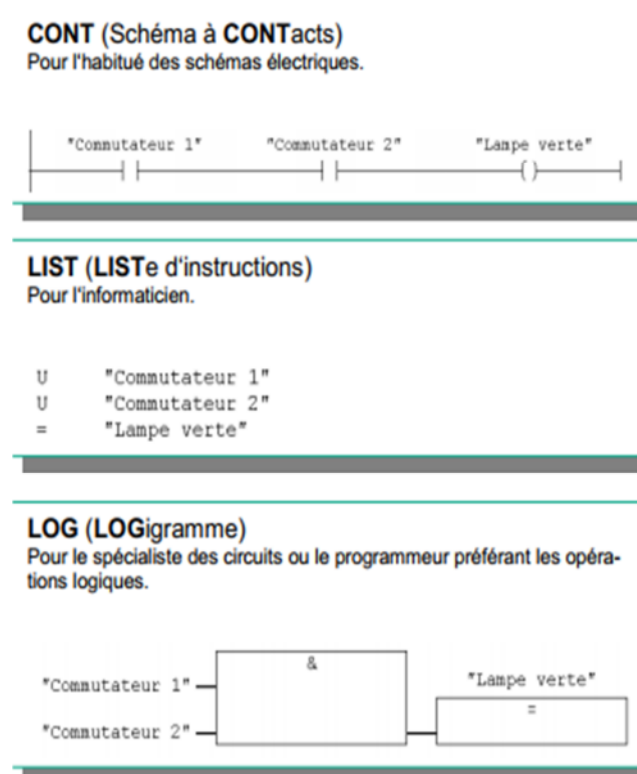 CONT (Schéma à CONTacts)
Pour l'habitué des schémas électriques.
"Commutateur 1" "Commutateur 2" "Lampe verte"
LIST (LISTe d'instructions)
Pour l'informaticien.
U "Commutateur 1"
U "Commutateur 2"
= "Lampe verte"
LOG (LOGigramme)
Pour le spécialiste des circuits ou le programmeur préférant les opéra-
tions logiques.
&
"Commutateur 1" "Lampe verte"
=
"Commutateur 2"